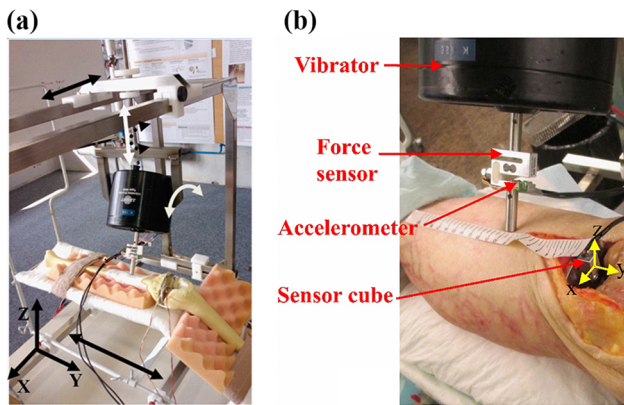 (a)
(b)
Vibrator
Force
sensor
Accelerometer
Sensor cube
Z
X
Y
z
x
y